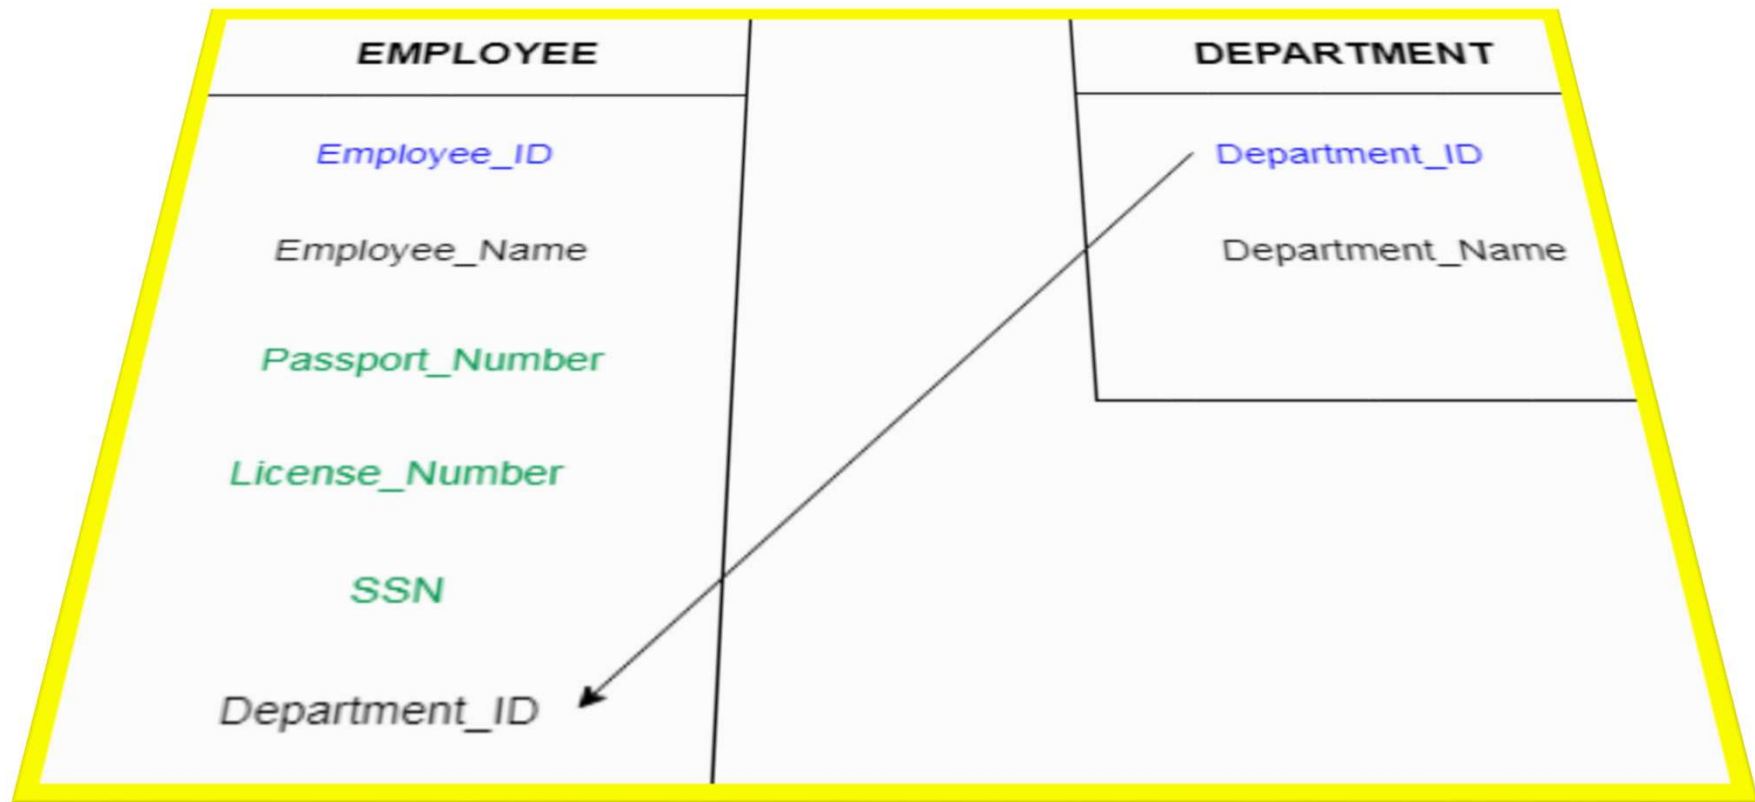 EMPLOYEE
Employee_ID
Employee_Name
Passport_Number
License_Number
SSN
Department_ID
DEPARTMENT
Department_ID
Department_Name